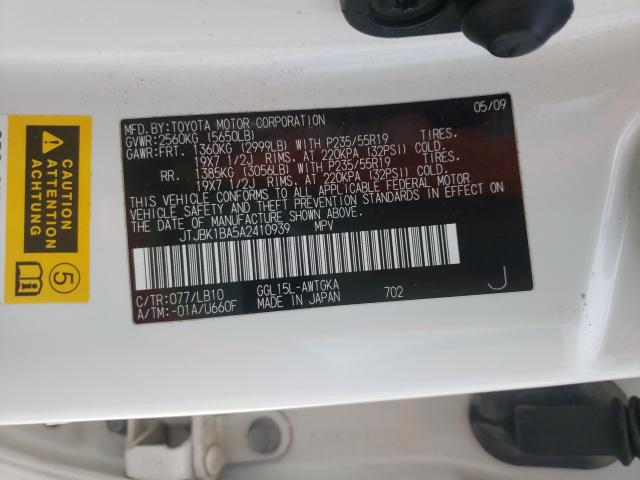 MFD.BY:TOYOTA MOTOR CORPORATION 05/09
GVWR:2560KG (5650LB)
GAWR:FRT. 1360KG (2999LB) WITH P235/55R19 TIRES.
19X7 1/2J RIMS. AT 220KPA (32PSI) COLD.
RR. 1385KG (3056LB) WITH P235/55R19 TIRES.
19X7 1/2J RIMS. AT 220KPA (32PSI) COLD.
THIS VEHICLE CONFORMS TO ALL APPLICABLE FEDERAL MOTOR
VEHICLE SAFETY AND THEFT PREVENTION STANDARDS IN EFFECT ON
THE DATE OF MANUFACTURE SHOWN ABOVE.
JTJBK1BA5A2410939 MPV
C/TR:077/LB10 GGL15L-AWTGKA 702 J
A/TM:-01A/U660F MADE IN JAPAN
ATTENTION
5